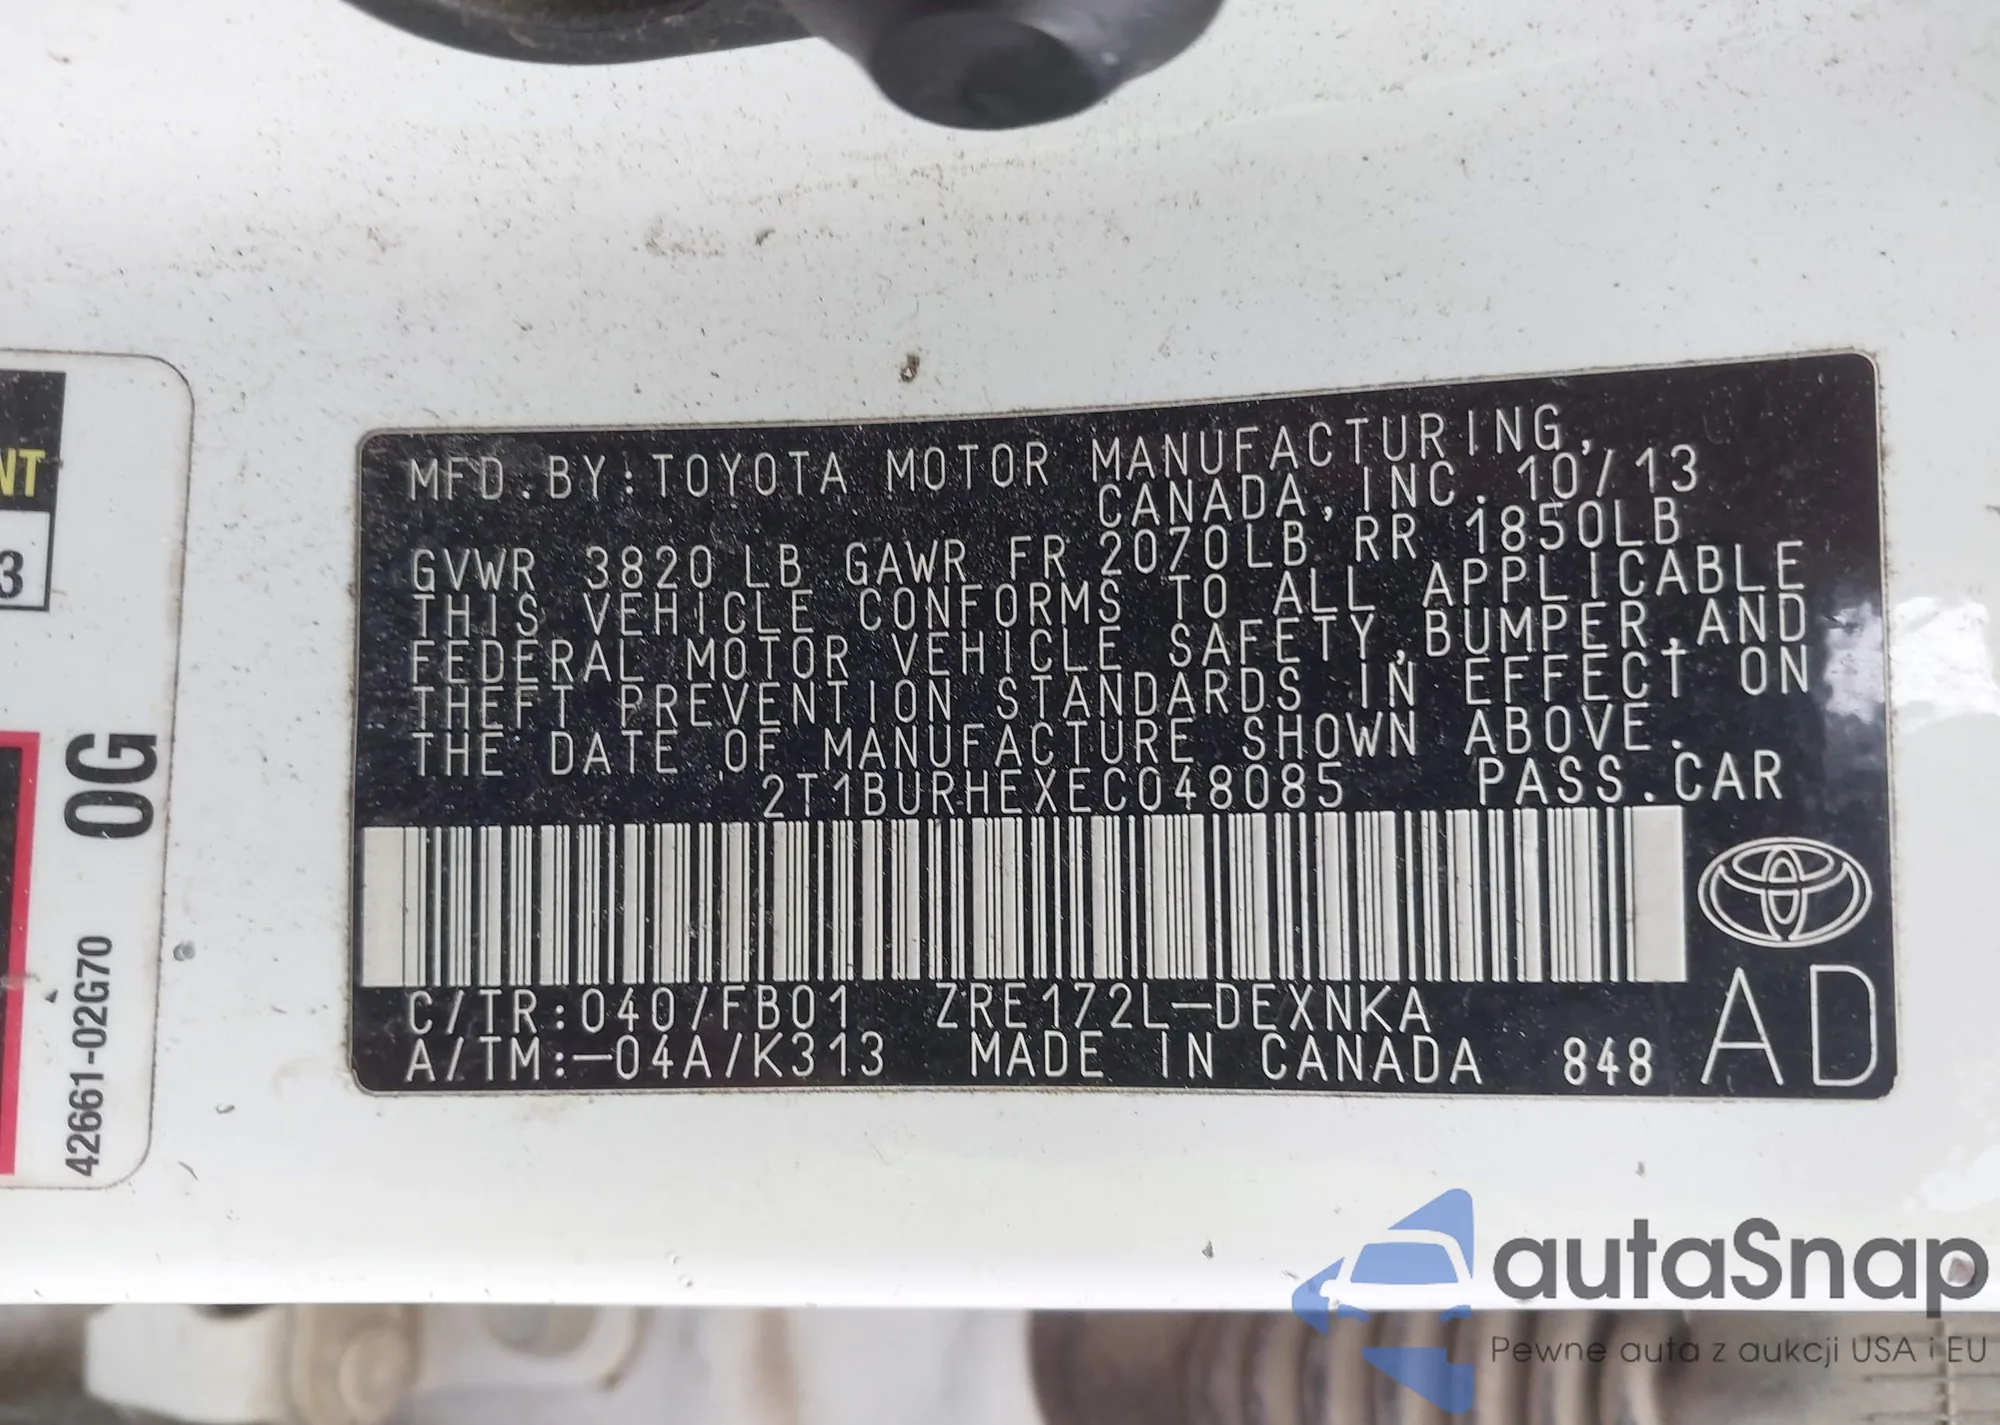 MFD.BY:TOYOTA MOTOR MANUFACTURING,
CANADA,INC. 10/13
GVWR 3820LB GAWR FR 2070LB RR 1850LB
THIS VEHICLE CONFORMS TO ALL APPLICABLE
FEDERAL MOTOR VEHICLE SAFETY,BUMPER,AND
THEFT PREVENTION STANDARDS IN EFFECT ON
THE DATE OF MANUFACTURE SHOWN ABOVE.
2T1BURHEXEC048085 PASS.CAR
C/TR:040/FB01 ZRE172L-DEXNKA
A/TM:-04A/K313 MADE IN CANADA 848
AD
NT
3
0G
42661-02G70
autaSnap
Pewne auta z aukcji USA i EU